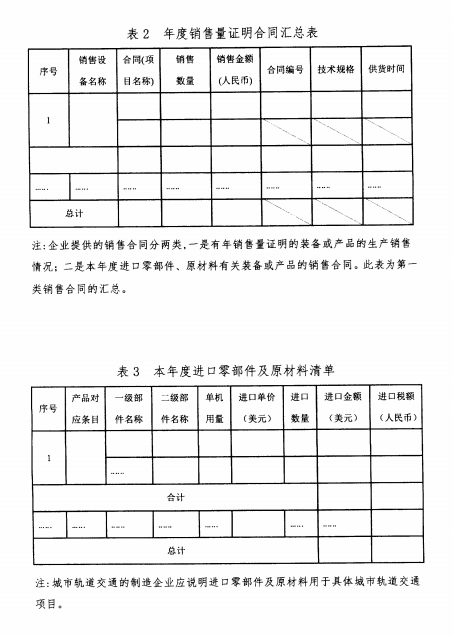 表 2　年度销售量证明合同汇总表
序号 销售设备名称 合同(项目名称) 销售数量 销售金额(人民币) 合同编号 技术规格 供货时间
1
…… …… …… …… …… …… …… ……
总计
注:企业提供的销售合同分两类,一是有年销售量证明的装备或产品的生产销售
情况；二是本年度进口零部件、原材料有关装备或产品的销售合同。此表为第一
类销售合同的汇总。
表 3　本年度进口零部件及原材料清单
序号 产品对应条目 一级部件名称 二级部件名称 单机用量 进口单价（美元） 进口数量 进口金额（美元） 进口税额（人民币）
1
……
合计
…… …… …… …… …… …… ……
总计
注:城市轨道交通的制造企业应说明进口零部件及原材料用于具体城市轨道交通
项目。